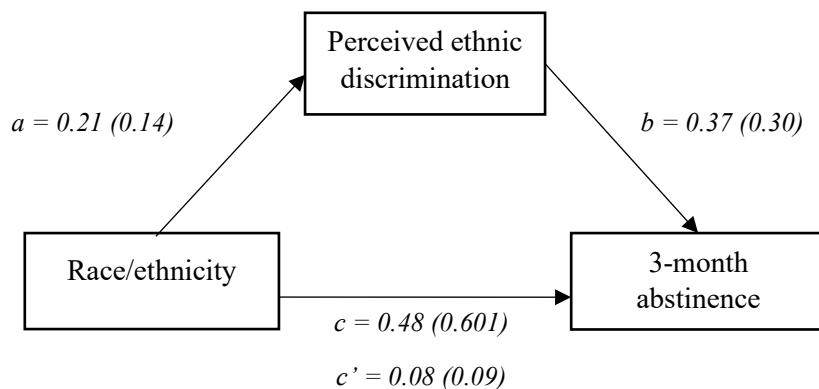 Perceived ethnic
discrimination
a = 0.21 (0.14)
b = 0.37 (0.30)
Race/ethnicity
3-month
abstinence
c = 0.48 (0.601)
c’ = 0.08 (0.09)